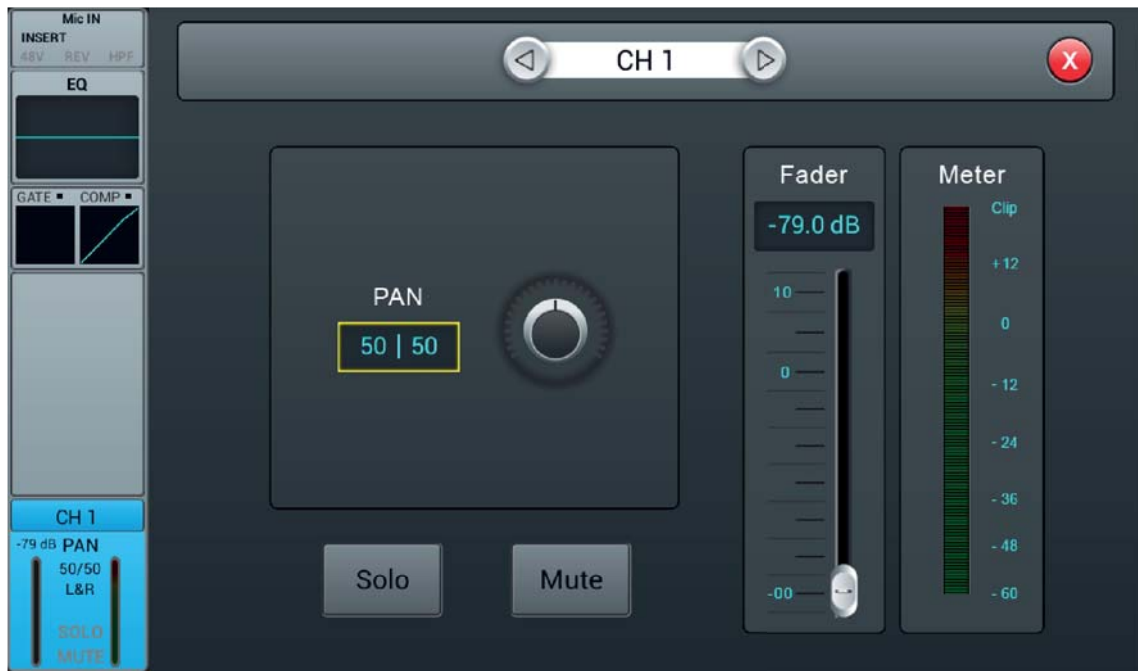 Mic IN
INSERT
48V REV HPF
EQ
GATE COMP
CH 1
-79 dB PAN
50/50
L&R
SOLO
MUTE
CH 1
X
PAN
50 | 50
Solo
Mute
Fader
-79.0 dB
10
0
-00
Meter
Clip
+12
0
- 12
- 24
- 36
- 48
- 60